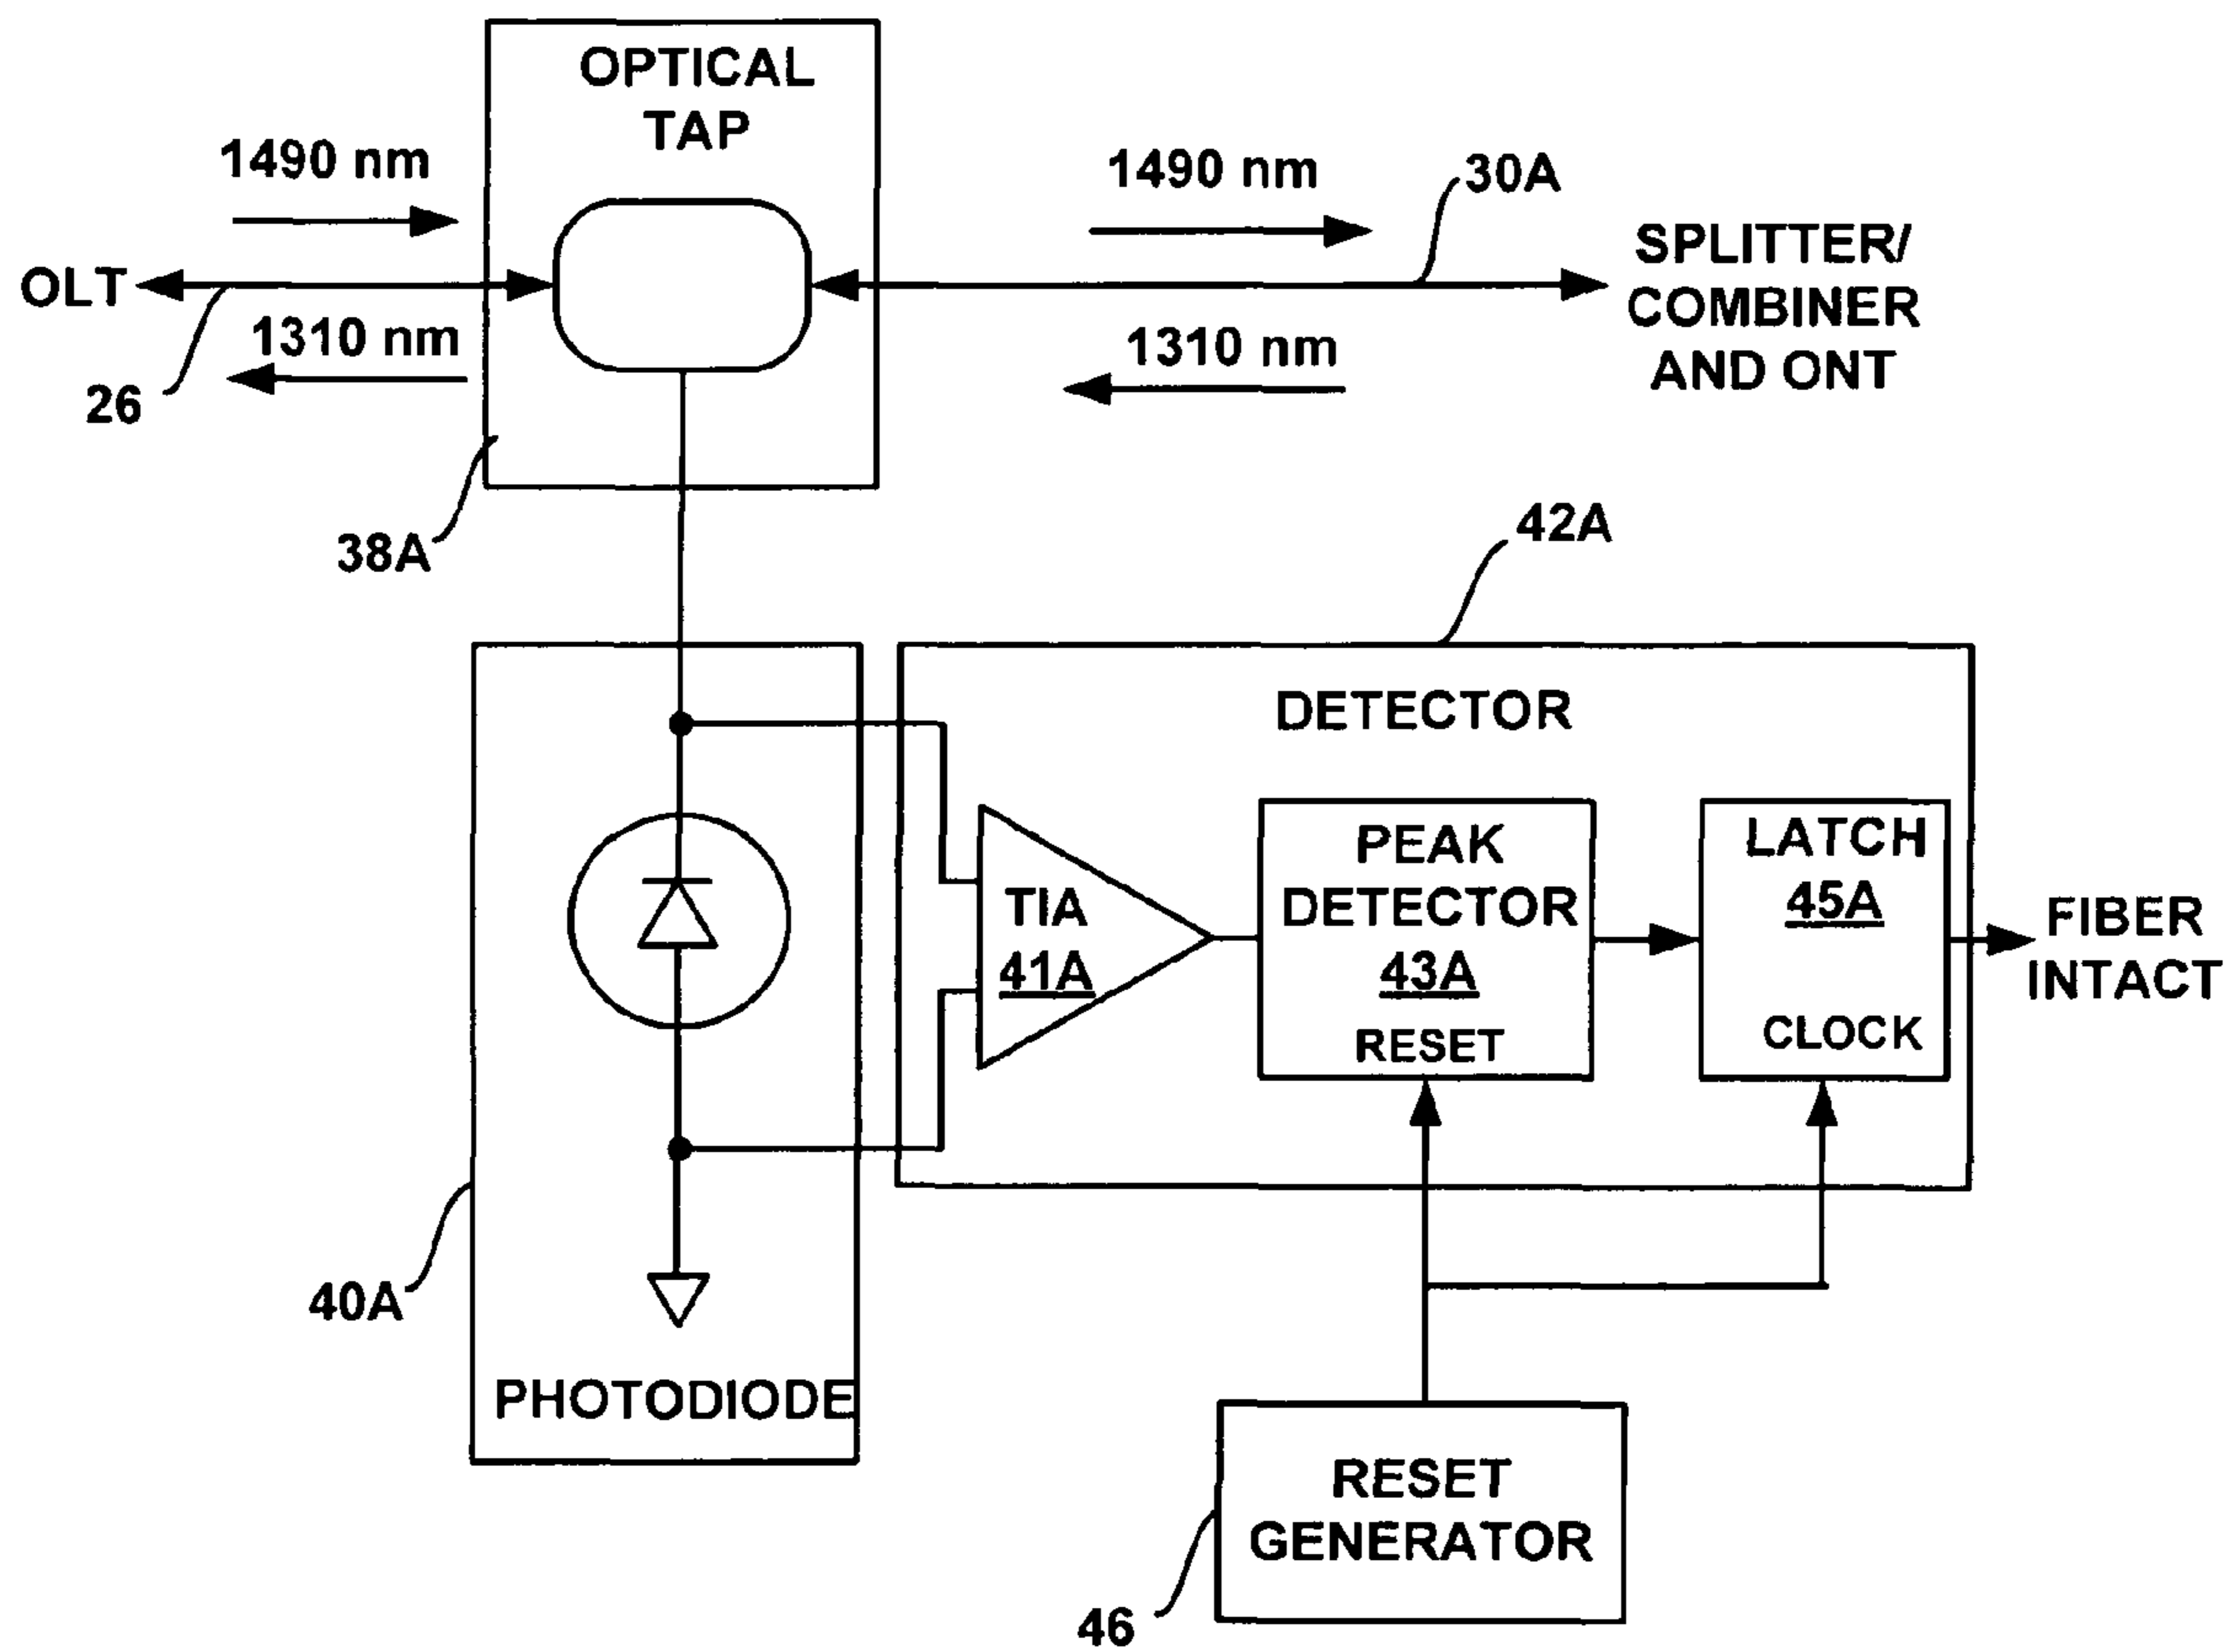 OPTICAL
TAP
1490 nm
1490 nm
30A
OLT
SPLITTER/
COMBINER
AND ONT
1310 nm
1310 nm
26
38A
42A
DETECTOR
PEAK
DETECTOR
43A
RESET
LATCH
45A
CLOCK
TIA
41A
FIBER
INTACT
40A
PHOTODIODE
RESET
GENERATOR
46